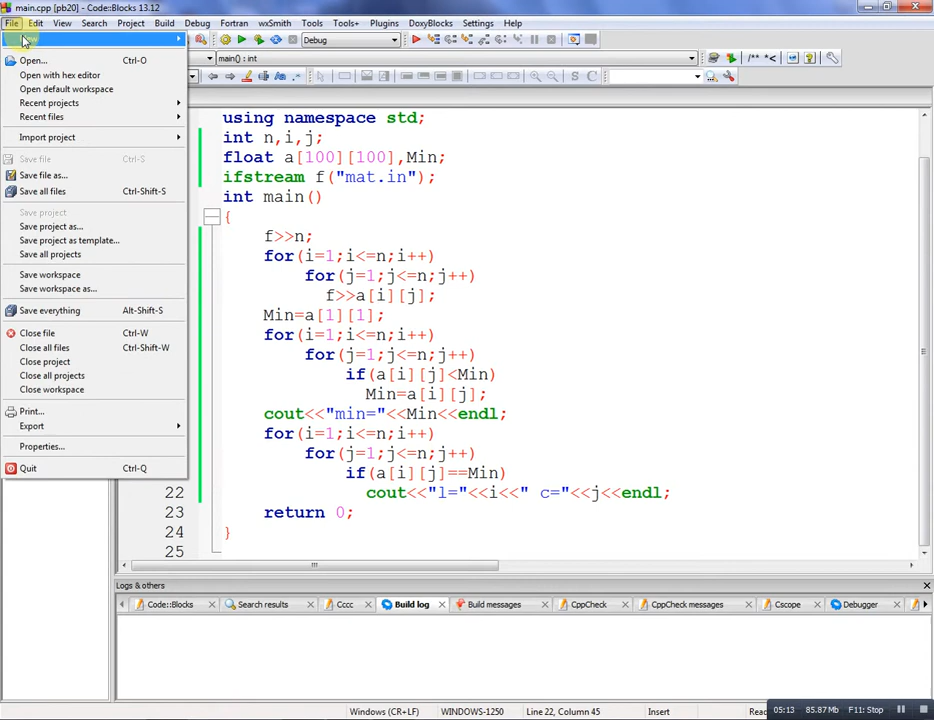 main.cpp [pb20] - Code::Blocks 13.12
File Edit View Search Project Build Debug Fortran wxSmith Tools Tools+ Plugins DoxyBlocks Settings Help
Debug
Open... Ctrl-O
main() : int
/** *<
Open with hex editor
S C
Open default workspace
Recent projects
Recent files
Import project
Save file Ctrl-S
Save file as...
Save all files Ctrl-Shift-S
Save project
Save project as...
Save project as template...
Save all projects
Save workspace
Save workspace as...
Save everything Alt-Shift-S
Close file Ctrl-W
Close all files Ctrl-Shift-W
Close project
Close all projects
Close workspace
Print...
Export
Properties...
Quit Ctrl-Q
using namespace std;
int n,i,j;
float a[100][100],Min;
ifstream f("mat.in");
int main()
{
f>>n;
for(i=1;i<=n;i++)
for(j=1;j<=n;j++)
f>>a[i][j];
Min=a[1][1];
for(i=1;i<=n;i++)
for(j=1;j<=n;j++)
if(a[i][j]<Min)
Min=a[i][j];
cout<<"min="<<Min<<endl;
for(i=1;i<=n;i++)
for(j=1;j<=n;j++)
if(a[i][j]==Min)
22 cout<<"l="<<i<<" c="<<j<<endl;
23 return 0;
24 }
25
Logs & others
Code::Blocks Search results Cccc Build log Build messages CppCheck CppCheck messages Cscope Debugger
Windows (CR+LF) WINDOWS-1250 Line 22, Column 45 Insert
05:13 85.87 Mb F11: Stop